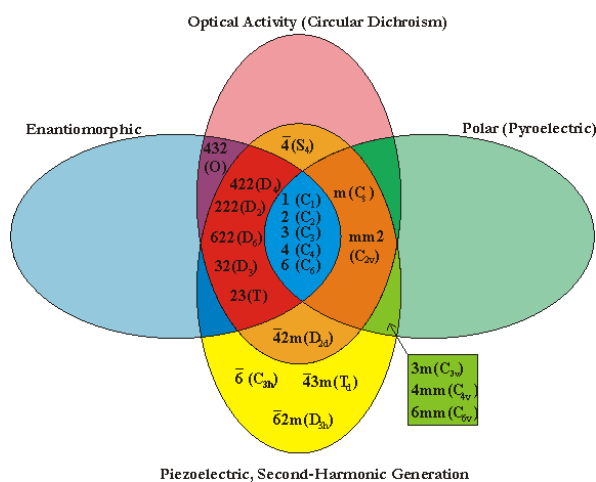 Optical Activity (Circular Dichroism)
Enantiomorphic
Polar (Pyroelectric)
432
(O)
4̅(S₄)
422(D₄)
222(D₂)
622(D₆)
32(D₃)
23(T)
1 (C₁)
2 (C₂)
3 (C₃)
4 (C₄)
6 (C₆)
m(Cₛ)
mm2
(C₂ᵥ)
4̅2m(D₂d)
6̅ (C₃ₕ)
4̅3m(Td)
6̅2m(D₃ₕ)
3m(C₃ᵥ)
4mm(C₄ᵥ)
6mm(C₆ᵥ)
Piezoelectric, Second-Harmonic Generation